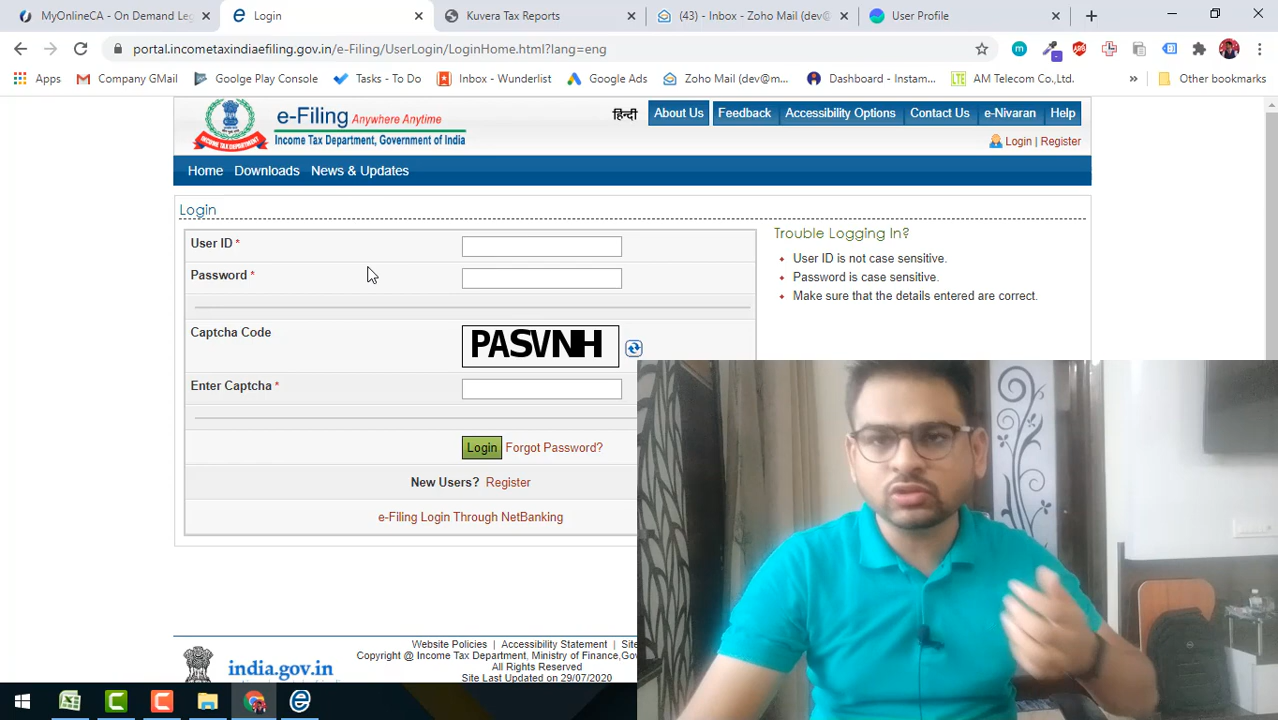 MyOnlineCA - On Demand Leg
Login
Kuvera Tax Reports
(43) - Inbox - Zoho Mail (dev@m
User Profile
portal.incometaxindiaefiling.gov.in/e-Filing/UserLogin/LoginHome.html?lang=eng
Apps
Company GMail
Goolge Play Console
Tasks - To Do
Inbox - Wunderlist
Google Ads
Zoho Mail (dev@m...
Dashboard - Instam...
LTE AM Telecom Co.,Ltd.
Other bookmarks
e-Filing Anywhere Anytime
Income Tax Department, Government of India
हिन्दी
About Us
Feedback
Accessibility Options
Contact Us
e-Nivaran
Help
Login | Register
Home
Downloads
News & Updates
Login
User ID *
Password *
Captcha Code
PASVNH
Enter Captcha *
Login
Forgot Password?
New Users? Register
e-Filing Login Through NetBanking
Trouble Logging In?
User ID is not case sensitive.
Password is case sensitive.
Make sure that the details entered are correct.
india.gov.in
Website Policies | Accessibility Statement | Site
Copyright @ Income Tax Department, Ministry of Finance,Gov
All Rights Reserved
Site Last Updated on 29/07/2020